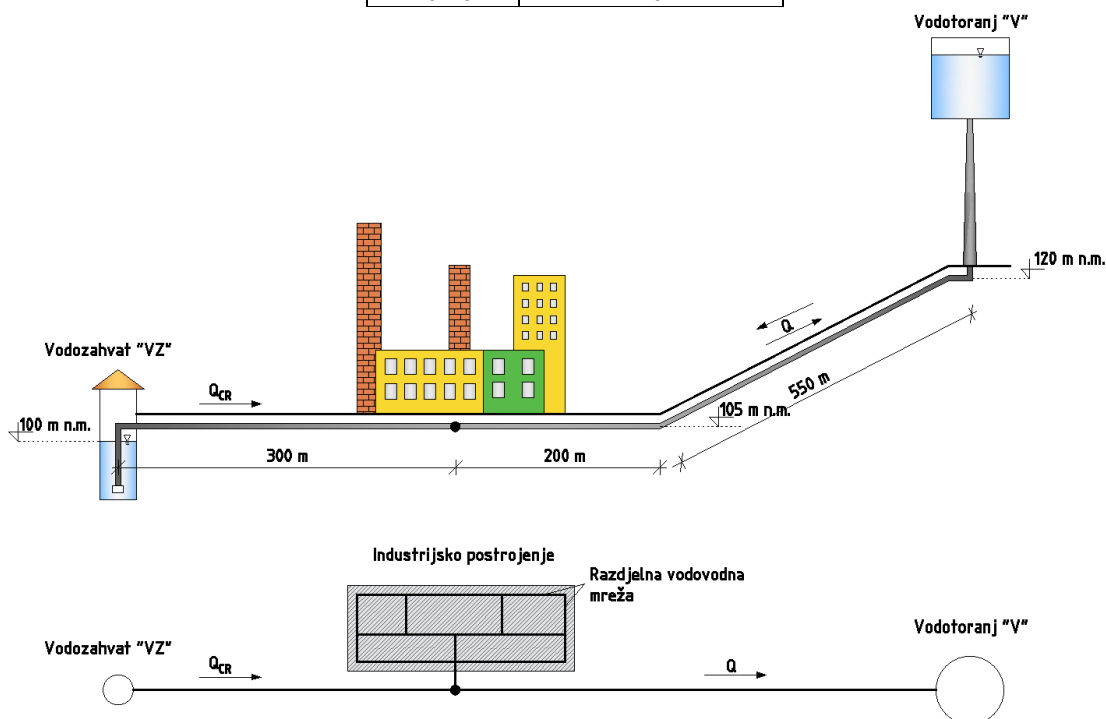 Vodotoranj "V"
120 m n.m.
Q
550 m
Vodozahvat "VZ"
QCR
100 m n.m.
105 m n.m.
300 m
200 m
Industrijsko postrojenje
Razdjelna vodovodna
mreža
Vodotoranj "V"
Vodozahvat "VZ"
QCR
Q